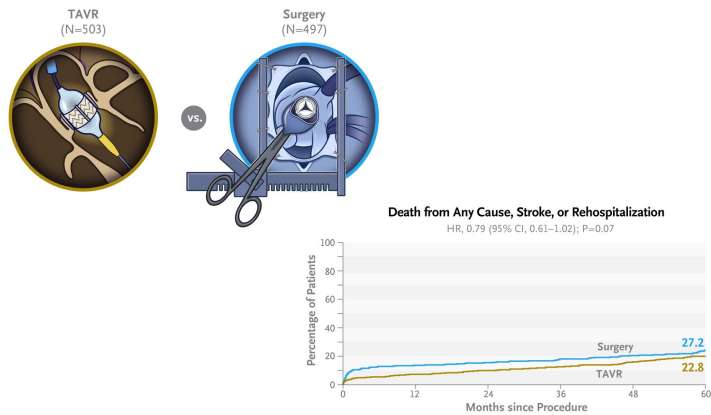 TAVR
(N=503)
Surgery
(N=497)
vs.
Death from Any Cause, Stroke, or Rehospitalization
HR, 0.79 (95% CI, 0.61–1.02); P=0.07
Percentage of Patients
100
80
60
40
20
0
Surgery
27.2
TAVR
22.8
0
12
24
36
48
60
Months since Procedure